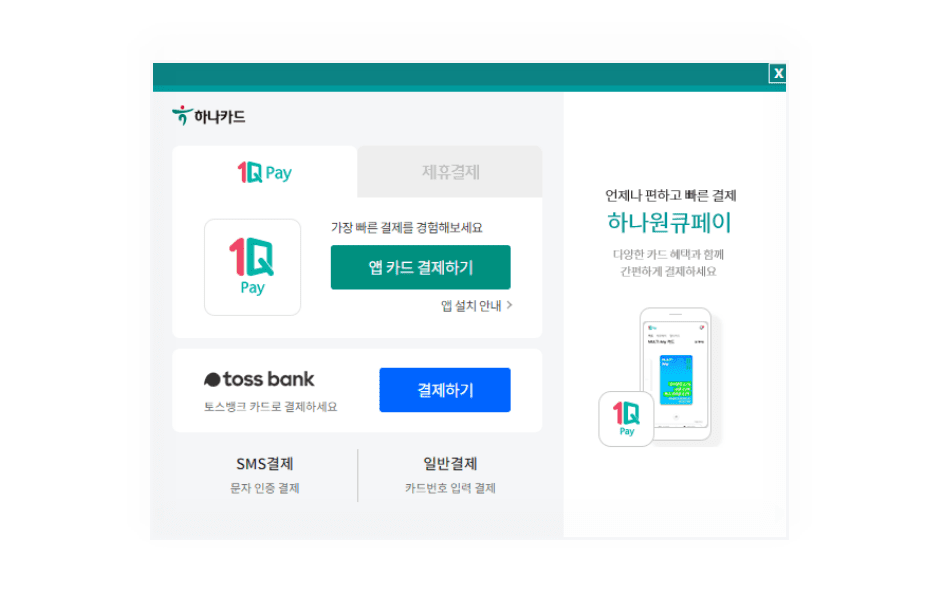 X
하나카드
1Q Pay
제휴결제
1Q
Pay
가장 빠른 결제를 경험해보세요
앱 카드 결제하기
앱 설치 안내 >
toss bank
토스뱅크 카드로 결제하세요
결제하기
SMS결제
문자 인증 결제
일반결제
카드번호 입력 결제
언제나 편하고 빠른 결제
하나원큐페이
다양한 카드 혜택과 함께
간편하게 결제하세요
1Q
Pay